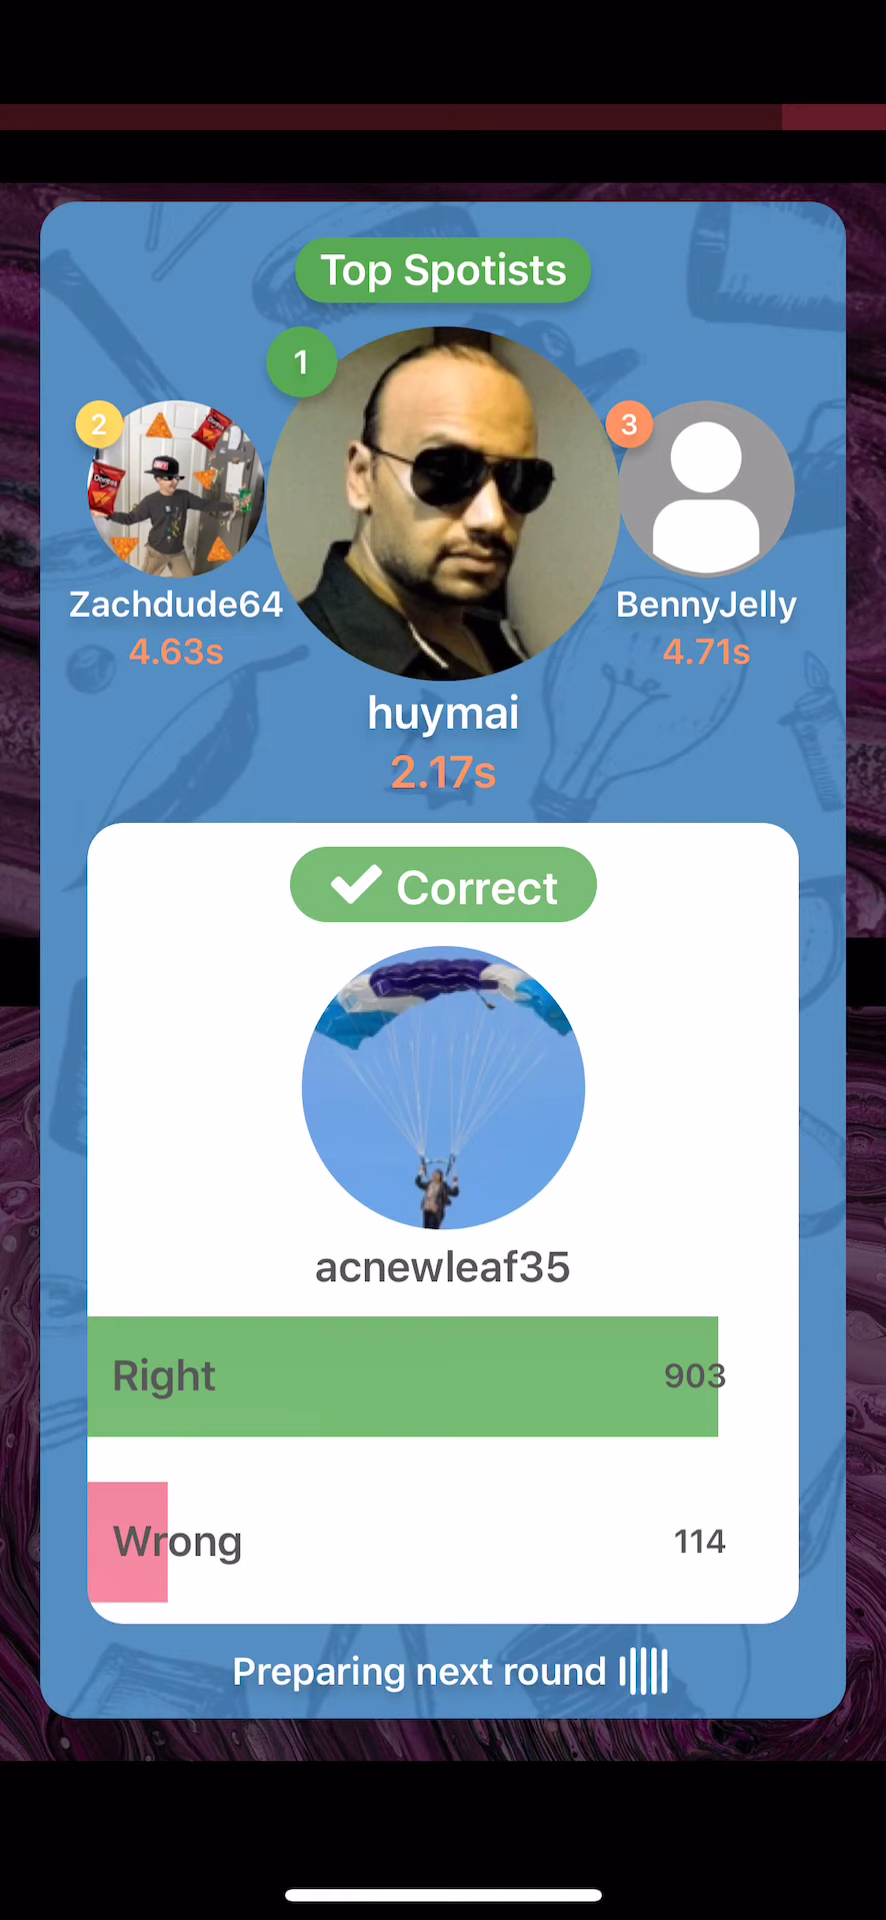 Top Spotists
1
2
3
Zachdude64
4.63s
BennyJelly
4.71s
huymai
2.17s
Correct
acnewleaf35
Right 903
Wrong 114
Preparing next round